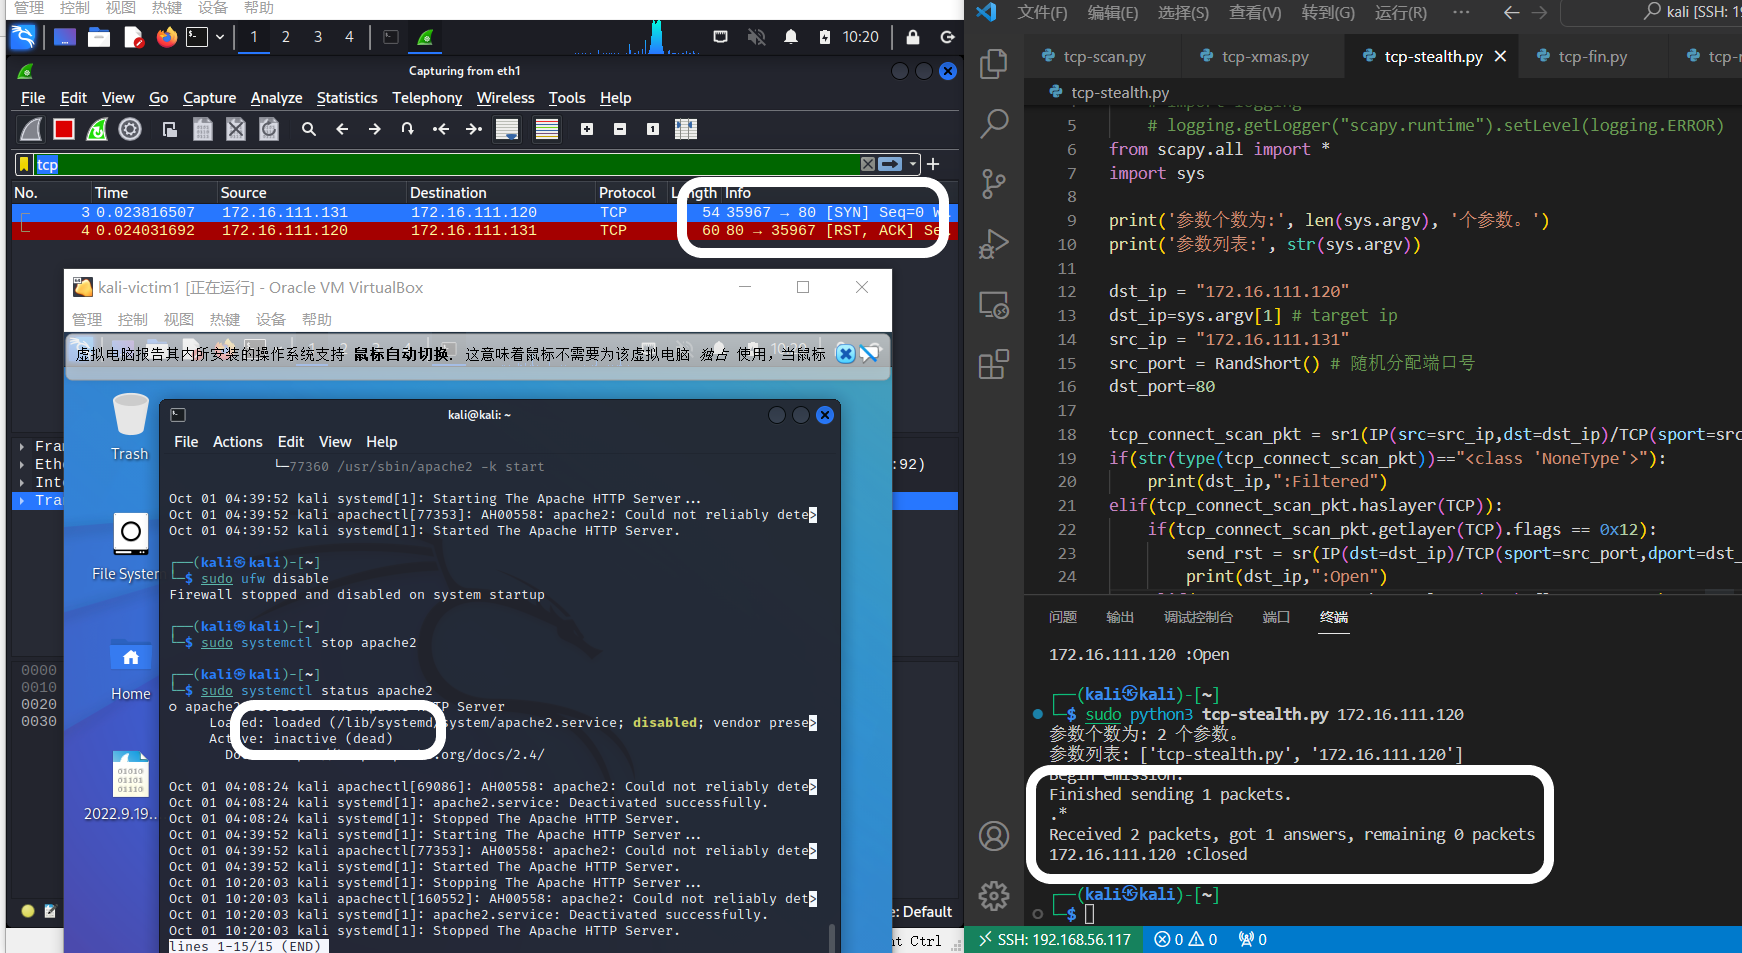 管理 控制 视图 热键 设备 帮助
1 2 3 4
10:20
Capturing from eth1
File Edit View Go Capture Analyze Statistics Telephony Wireless Tools Help
tcp
No. Time Source Destination Protocol Length Info
3 0.023816507 172.16.111.131 172.16.111.120 TCP 54 35967 → 80 [SYN] Seq=0 W
4 0.024031692 172.16.111.120 172.16.111.131 TCP 60 80 → 35967 [RST, ACK] Se
Fra
Eth
Int
Tra
:92)
0000
0010
0020
0030
kali-victim1 [正在运行] - Oracle VM VirtualBox
管理 控制 视图 热键 设备 帮助
虚拟电脑报告其内所安装的操作系统支持 鼠标自动切换. 这意味着鼠标不需要为该虚拟电脑 独占 使用，当鼠标
Trash
File System
Home
2022.9.19...
kali@kali: ~
File Actions Edit View Help
└─77360 /usr/sbin/apache2 -k start
Oct 01 04:39:52 kali systemd[1]: Starting The Apache HTTP Server...
Oct 01 04:39:52 kali apachectl[77353]: AH00558: apache2: Could not reliably dete>
Oct 01 04:39:52 kali systemd[1]: Started The Apache HTTP Server.
┌──(kali㉿kali)-[~]
└─$ sudo ufw disable
Firewall stopped and disabled on system startup
┌──(kali㉿kali)-[~]
└─$ sudo systemctl stop apache2
┌──(kali㉿kali)-[~]
└─$ sudo systemctl status apache2
○ apache2 HTTP Server
Loaded: loaded (/lib/systemd/system/apache2.service; disabled; vendor prese>
Active: inactive (dead)
.org/docs/2.4/
Oct 01 04:08:24 kali apachectl[69086]: AH00558: apache2: Could not reliably dete>
Oct 01 04:08:24 kali systemd[1]: apache2.service: Deactivated successfully.
Oct 01 04:08:24 kali systemd[1]: Stopped The Apache HTTP Server.
Oct 01 04:39:52 kali systemd[1]: Starting The Apache HTTP Server...
Oct 01 04:39:52 kali apachectl[77353]: AH00558: apache2: Could not reliably dete>
Oct 01 04:39:52 kali systemd[1]: Started The Apache HTTP Server.
Oct 01 10:20:03 kali systemd[1]: Stopping The Apache HTTP Server...
Oct 01 10:20:03 kali apachectl[160552]: AH00558: apache2: Could not reliably det>
Oct 01 10:20:03 kali systemd[1]: apache2.service: Deactivated successfully.
Oct 01 10:20:03 kali systemd[1]: Stopped The Apache HTTP Server.
lines 1-15/15 (END)
e: Default
Ctrl
文件(F) 编辑(E) 选择(S) 查看(V) 转到(G) 运行(R) ··· kali [SSH: 19
tcp-scan.py tcp-xmas.py tcp-stealth.py tcp-fin.py tcp-
tcp-stealth.py
# import logging
5 # logging.getLogger("scapy.runtime").setLevel(logging.ERROR)
6 from scapy.all import *
7 import sys
8
9 print('参数个数为:', len(sys.argv), '个参数。')
10 print('参数列表:', str(sys.argv))
11
12 dst_ip = "172.16.111.120"
13 dst_ip=sys.argv[1] # target ip
14 src_ip = "172.16.111.131"
15 src_port = RandShort() # 随机分配端口号
16 dst_port=80
17
18 tcp_connect_scan_pkt = sr1(IP(src=src_ip,dst=dst_ip)/TCP(sport=src
19 if(str(type(tcp_connect_scan_pkt))=="<class 'NoneType'>"):
20 print(dst_ip,":Filtered")
21 elif(tcp_connect_scan_pkt.haslayer(TCP)):
22 if(tcp_connect_scan_pkt.getlayer(TCP).flags == 0x12):
23 send_rst = sr(IP(dst=dst_ip)/TCP(sport=src_port,dport=dst_
24 print(dst_ip,":Open")
问题 输出 调试控制台 端口 终端
172.16.111.120 :Open
┌──(kali㉿kali)-[~]
└─$ sudo python3 tcp-stealth.py 172.16.111.120
参数个数为: 2 个参数。
参数列表: ['tcp-stealth.py', '172.16.111.120']
Begin emission:
Finished sending 1 packets.
.*
Received 2 packets, got 1 answers, remaining 0 packets
172.16.111.120 :Closed
┌──(kali㉿kali)-[~]
└─$
SSH: 192.168.56.117 0 0 0